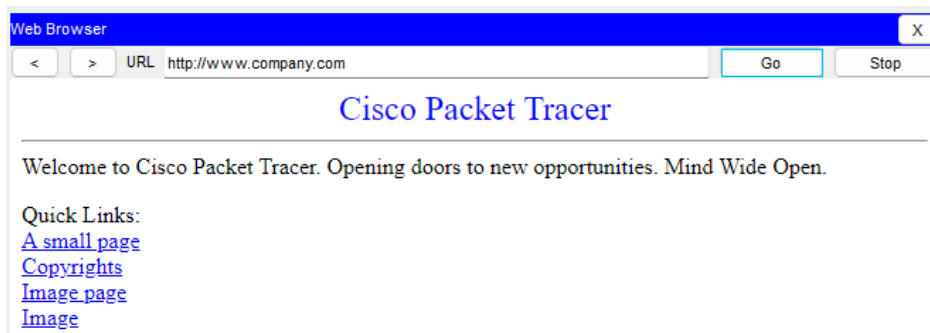 Web Browser X
< > URL http://www.company.com Go Stop
Cisco Packet Tracer
Welcome to Cisco Packet Tracer. Opening doors to new opportunities. Mind Wide Open.
Quick Links:
A small page
Copyrights
Image page
Image